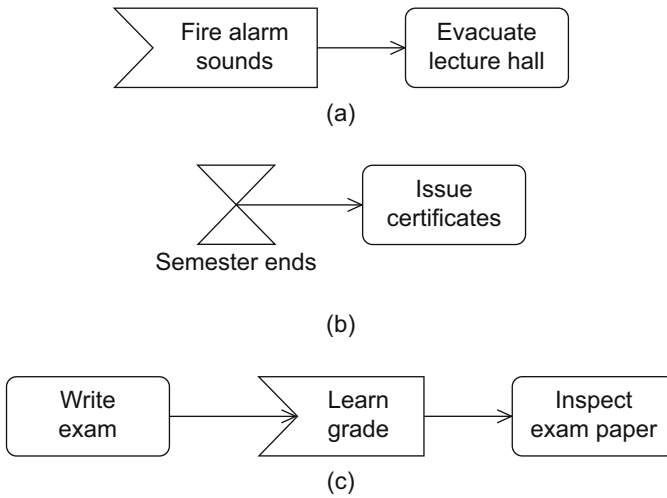 Fire alarm
sounds
Evacuate
lecture hall
(a)
Issue
certificates
Semester ends
(b)
Write
exam
Learn
grade
Inspect
exam paper
(c)